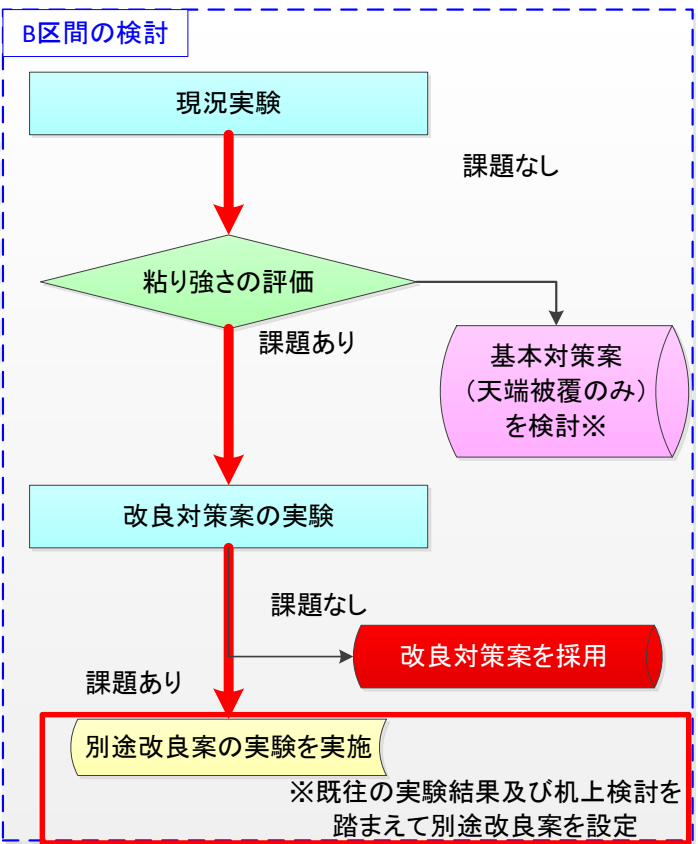 B区間の検討
現況実験
課題なし
粘り強さの評価
課題あり
基本対策案
（天端被覆のみ）
を検討※
改良対策案の実験
課題なし
改良対策案を採用
課題あり
別途改良案の実験を実施
※既往の実験結果及び机上検討を
踏まえて別途改良案を設定